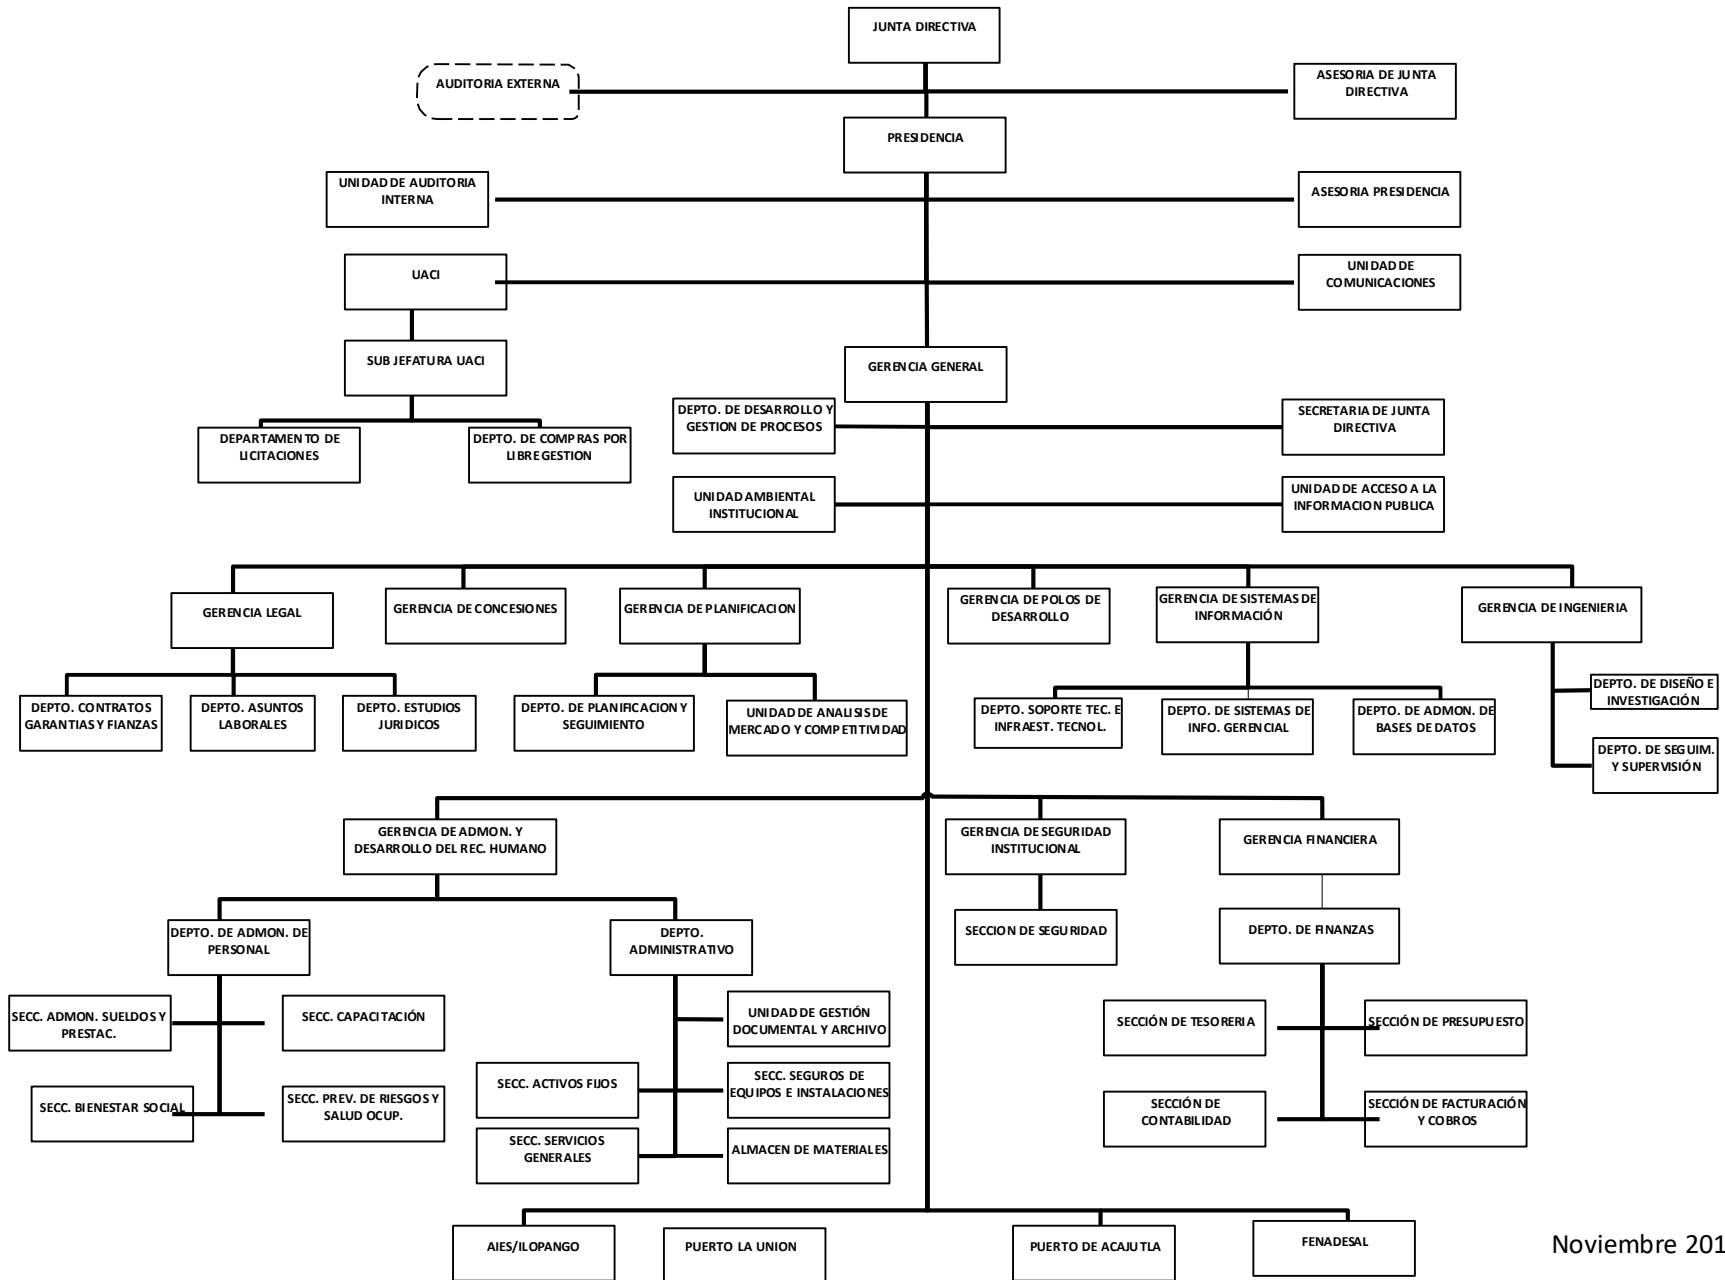 JUNTA DIRECTIVA
AUDITORIA EXTERNA
ASESORIA DE JUNTA
DIRECTIVA
PRESIDENCIA
UNIDAD DE AUDITORIA
INTERNA
ASESORIA PRESIDENCIA
UACI
UNIDAD DE
COMUNICACIONES
SUB JEFATURA UACI
GERENCIA GENERAL
DEPTO. DE DESARROLLO Y
GESTION DE PROCESOS
SECRETARIA DE JUNTA
DIRECTIVA
DEPARTAMENTO DE
LICITACIONES
DEPTO. DE COMPRAS POR
LIBRE GESTION
UNIDAD AMBIENTAL
INSTITUCIONAL
UNIDAD DE ACCESO A LA
INFORMACION PUBLICA
GERENCIA LEGAL
GERENCIA DE CONCESIONES
GERENCIA DE PLANIFICACION
GERENCIA DE POLOS DE
DESARROLLO
GERENCIA DE SISTEMAS DE
INFORMACIÓN
GERENCIA DE INGENIERIA
DEPTO. CONTRATOS
GARANTIAS Y FIANZAS
DEPTO. ASUNTOS
LABORALES
DEPTO. ESTUDIOS
JURIDICOS
DEPTO. DE PLANIFICACION Y
SEGUIMIENTO
UNIDAD DE ANALISIS DE
MERCADO Y COMPETITIVIDAD
DEPTO. SOPORTE TEC. E
INFRAEST. TECNOL.
DEPTO. DE SISTEMAS DE
INFO. GERENCIAL
DEPTO. DE ADMON. DE
BASES DE DATOS
DEPTO. DE DISEÑO E
INVESTIGACIÓN
DEPTO. DE SEGUIM.
Y SUPERVISIÓN
GERENCIA DE ADMON. Y
DESARROLLO DEL REC. HUMANO
GERENCIA DE SEGURIDAD
INSTITUCIONAL
GERENCIA FINANCIERA
DEPTO. DE ADMON. DE
PERSONAL
DEPTO.
ADMINISTRATIVO
SECCION DE SEGURIDAD
DEPTO. DE FINANZAS
SECC. ADMON. SUELDOS Y
PRESTAC.
SECC. CAPACITACIÓN
UNIDAD DE GESTIÓN
DOCUMENTAL Y ARCHIVO
SECCIÓN DE TESORERIA
SECCIÓN DE PRESUPUESTO
SECC. ACTIVOS FIJOS
SECC. SEGUROS DE
EQUIPOS E INSTALACIONES
SECC. BIENESTAR SOCIAL
SECC. PREV. DE RIESGOS Y
SALUD OCUP.
SECCIÓN DE
CONTABILIDAD
SECCIÓN DE FACTURACIÓN
Y COBROS
SECC. SERVICIOS
GENERALES
ALMACEN DE MATERIALES
AIES/ILOPANGO
PUERTO LA UNION
PUERTO DE ACAJUTLA
FENADESAL
Noviembre 201